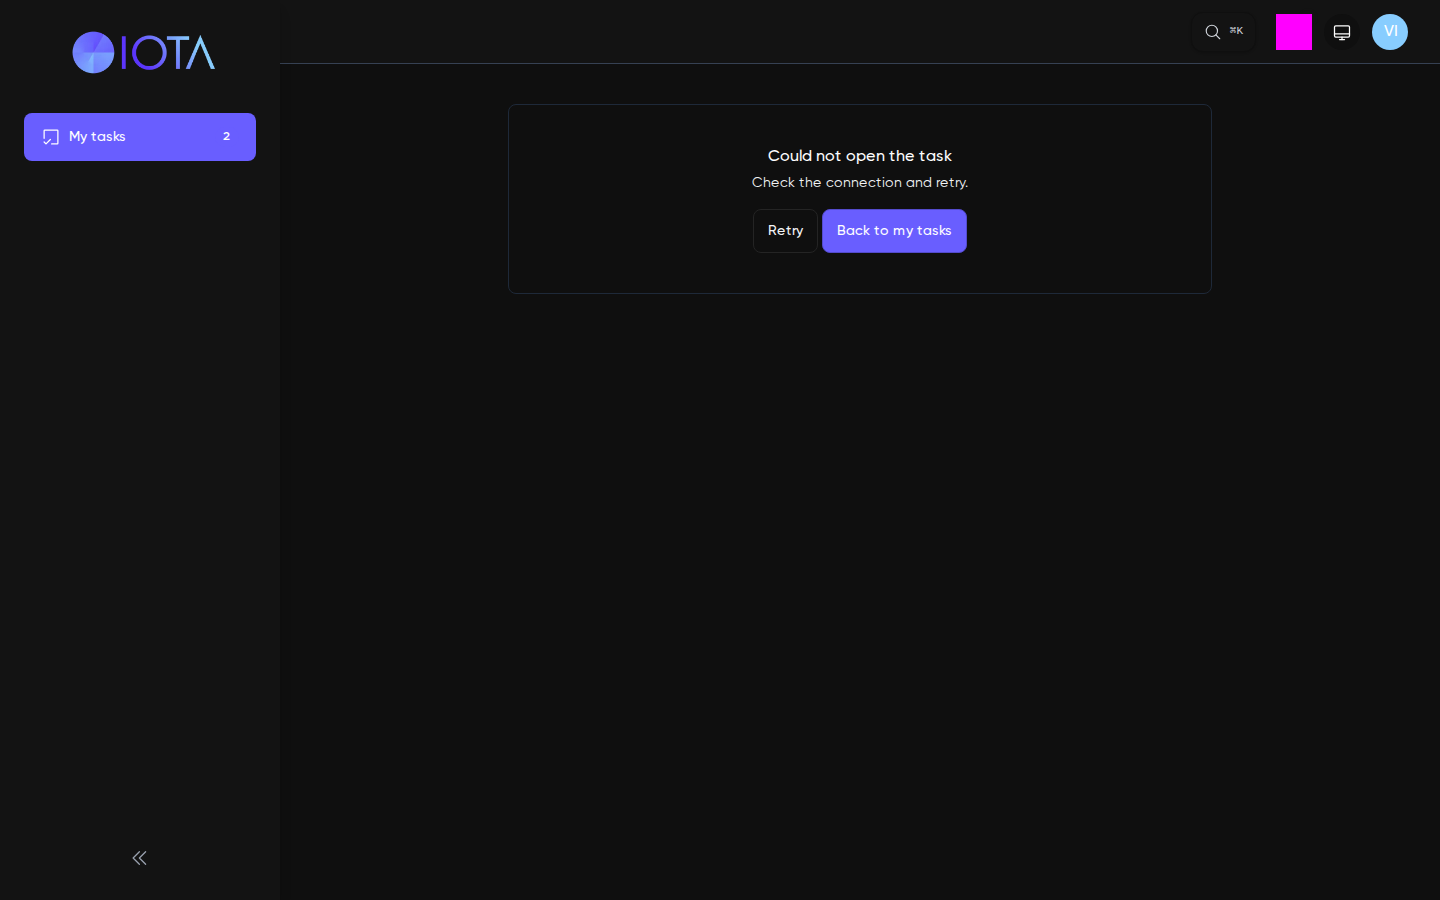 IOTA
⌘K
VI
My tasks
2
Could not open the task
Check the connection and retry.
Retry
Back to my tasks